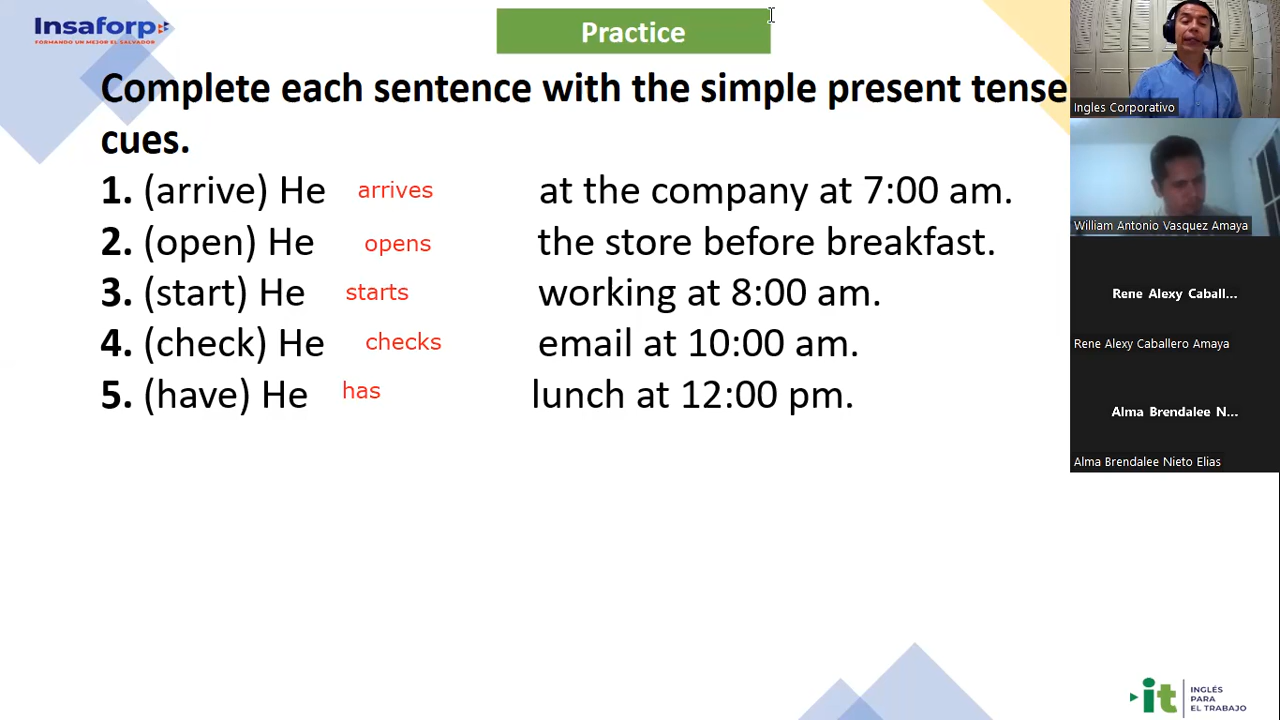 Insaforp
FORMANDO UN MEJOR EL SALVADOR
Practice
Complete each sentence with the simple present tense
cues.
1. (arrive) He arrives at the company at 7:00 am.
2. (open) He opens the store before breakfast.
3. (start) He starts working at 8:00 am.
4. (check) He checks email at 10:00 am.
5. (have) He has lunch at 12:00 pm.
Ingles Corporativo
William Antonio Vasquez Amaya
Rene Alexy Caball...
Rene Alexy Caballero Amaya
Alma Brendalee N...
Alma Brendalee Nieto Elias
it
INGLÉS
PARA
EL TRABAJO